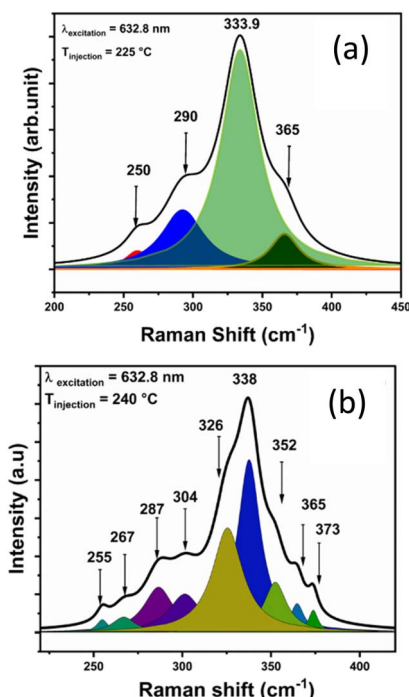 λexcitation = 632.8 nm
Tinjection = 225 °C
333.9
(a)
290
365
250
Intensity (arb.unit)
200 250 300 350 400 450
Raman Shift (cm-1)
λ excitation = 632.8 nm
Tinjection = 240 °C
338
(b)
326
352
287
304
365
267
373
255
Intensity (a.u)
250 300 350 400
Raman shift (cm-1)